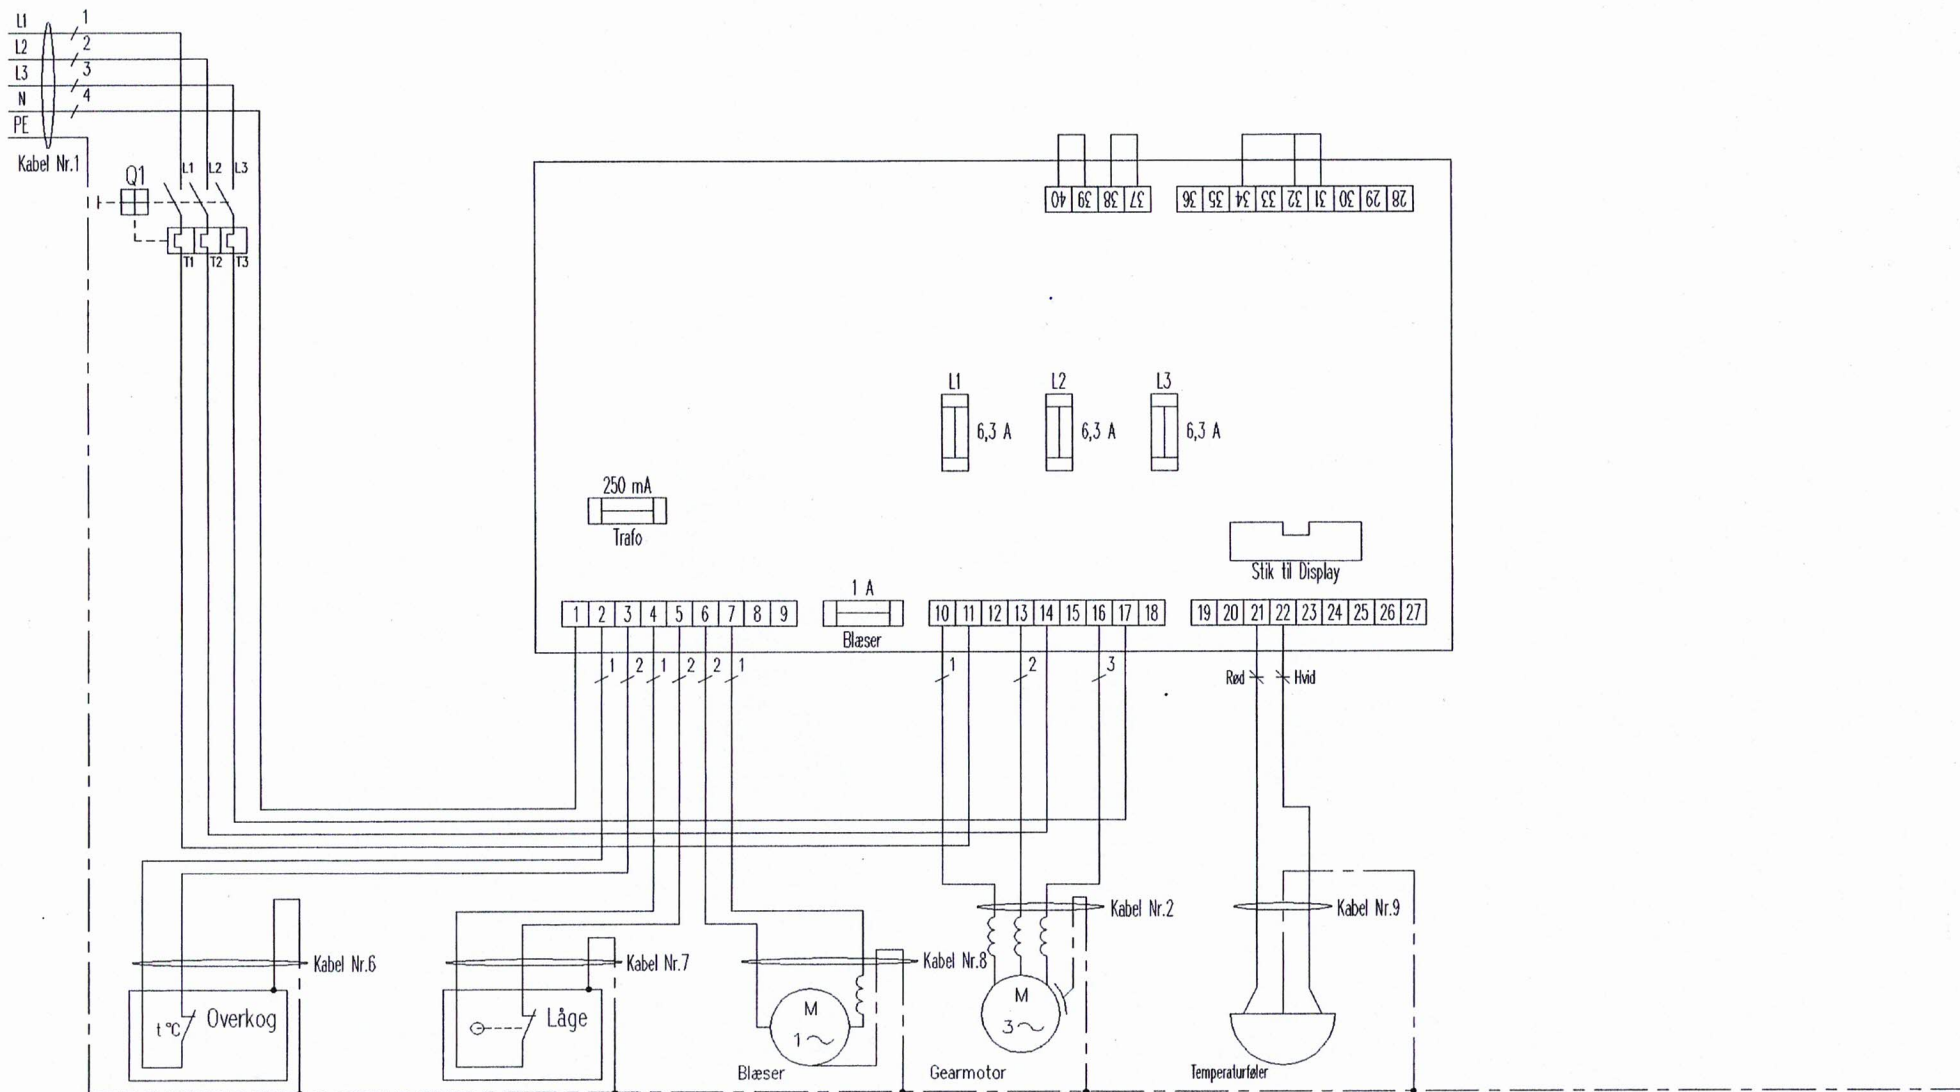 L1 1
L2 2
L3 3
N 4
PE
Kabel Nr.1
Q1
L1 L2 L3
T1 T2 T3
40 39 38 37
36 35 34 33 32 31 30 29 28
L1 L2 L3
6,3 A 6,3 A 6,3 A
250 mA
Trafo
Stik til Display
1 A
1 2 3 4 5 6 7 8 9
10 11 12 13 14 15 16 17 18
19 20 21 22 23 24 25 26 27
Blæser
1 2 1 2 2 1
1 2 3
Rød Hvid
Kabel Nr.2
Kabel Nr.9
Kabel Nr.6
Kabel Nr.7
Kabel Nr.8
t °C Overkog
Låge
M
1~
M
3~
Blæser
Gearmotor
Temperaturføler